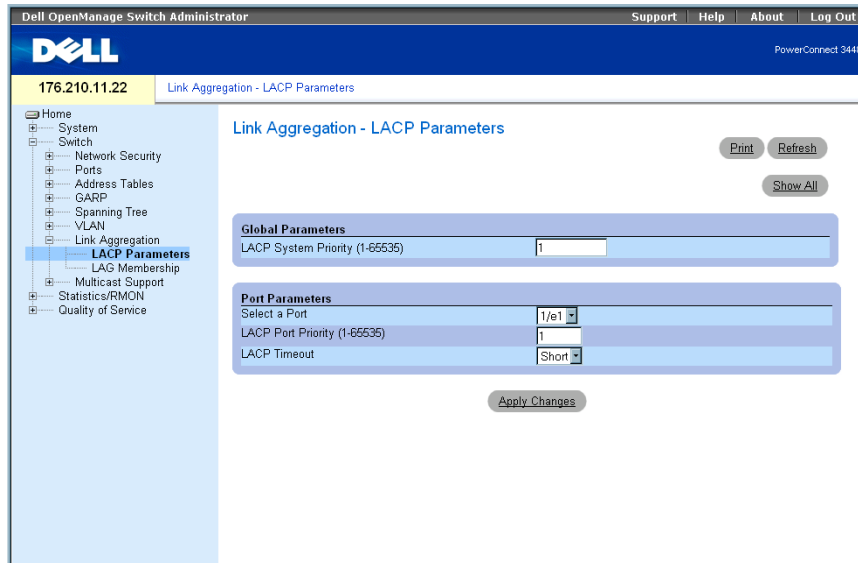 Dell OpenManage Switch Administrator
Support Help About Log Out
DELL
PowerConnect 3448
176.210.11.22
Link Aggregation - LACP Parameters
Home
System
Switch
Network Security
Ports
Address Tables
GARP
Spanning Tree
VLAN
Link Aggregation
LACP Parameters
LAG Membership
Multicast Support
Statistics/RMON
Quality of Service
Link Aggregation - LACP Parameters
Print Refresh
Show All
Global Parameters
LACP System Priority (1-65535) 1
Port Parameters
Select a Port 1/e1
LACP Port Priority (1-65535) 1
LACP Timeout Short
Apply Changes